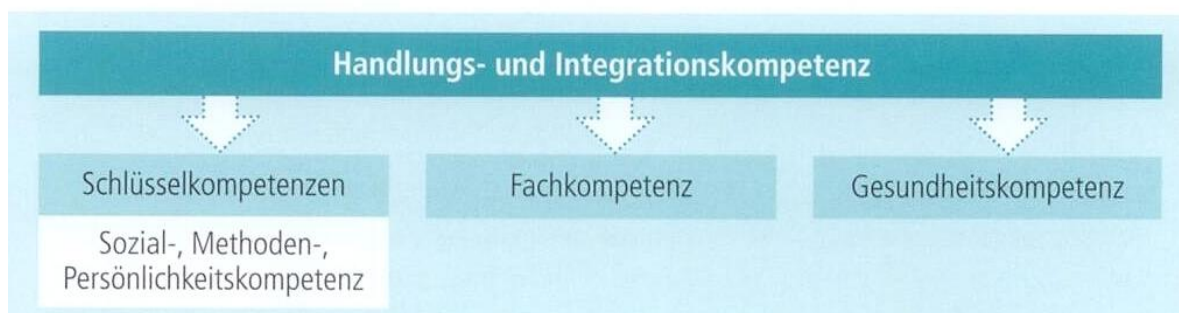 Handlungs- und Integrationskompetenz
Schlüsselkompetenzen
Sozial-, Methoden-,
Persönlichkeitskompetenz
Fachkompetenz
Gesundheitskompetenz